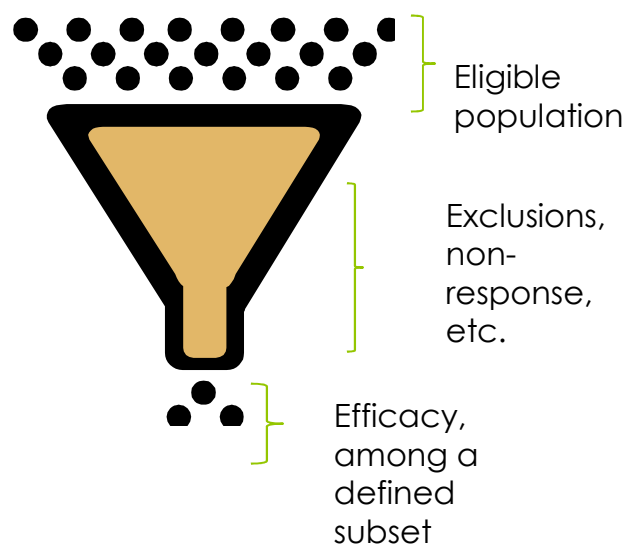 Eligible
population
Exclusions,
non-
response,
etc.
Efficacy,
among a
defined
subset